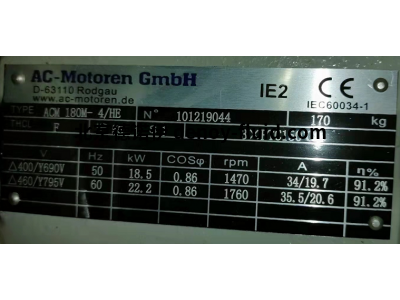 AC-Motoren GmbH
D-63110 Rodgau
www.ac-motoren.de
IE2 CE
IEC60034-1
TYPE ACM 180M- 4/HE N° 101219044 170 kg
THCL F
V Hz kW COSφ rpm A η%
△400/Y690V 50 18.5 0.86 1470 34/19.7 91.2%
△460/Y795V 60 22.2 0.86 1760 35.5/20.6 91.2%